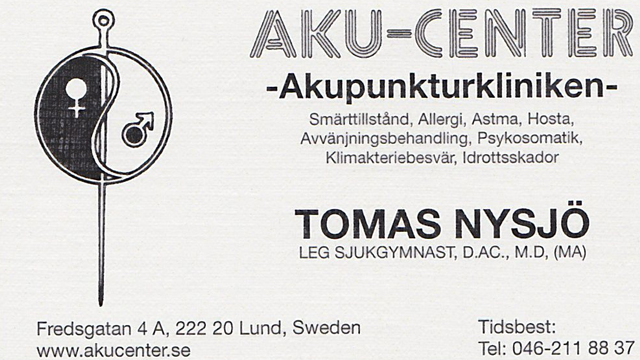 AKU-CENTER
-Akupunkturkliniken-
Smärttillstånd, Allergi, Astma, Hosta,
Avvänjningsbehandling, Psykosomatik,
Klimakteriebesvär, Idrottsskador
TOMAS NYSJÖ
LEG SJUKGYMNAST, D.AC., M.D, (MA)
Fredsgatan 4 A, 222 20 Lund, Sweden
www.akucenter.se
Tidsbest:
Tel: 046-211 88 37